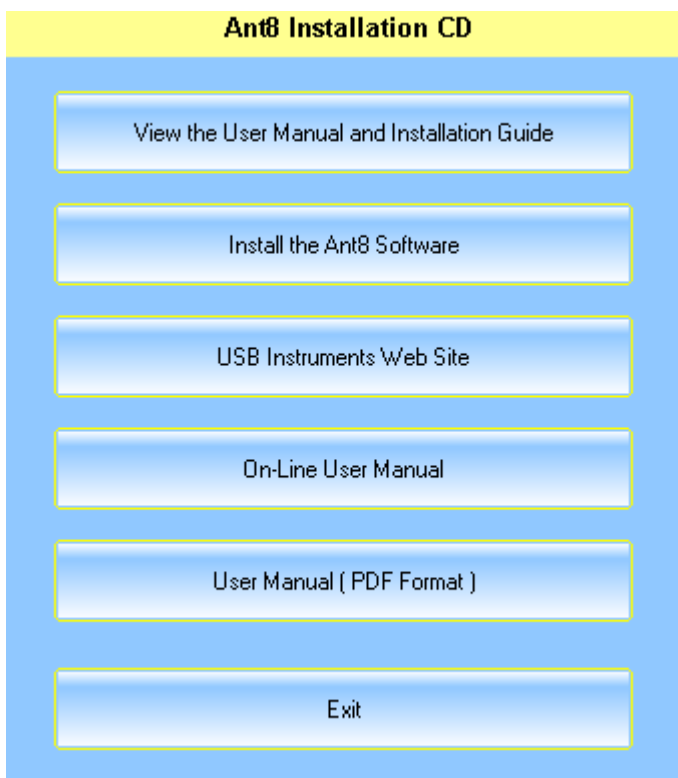 Ant8 Installation CD
View the User Manual and Installation Guide
Install the Ant8 Software
USB Instruments Web Site
On-Line User Manual
User Manual ( PDF Format )
Exit